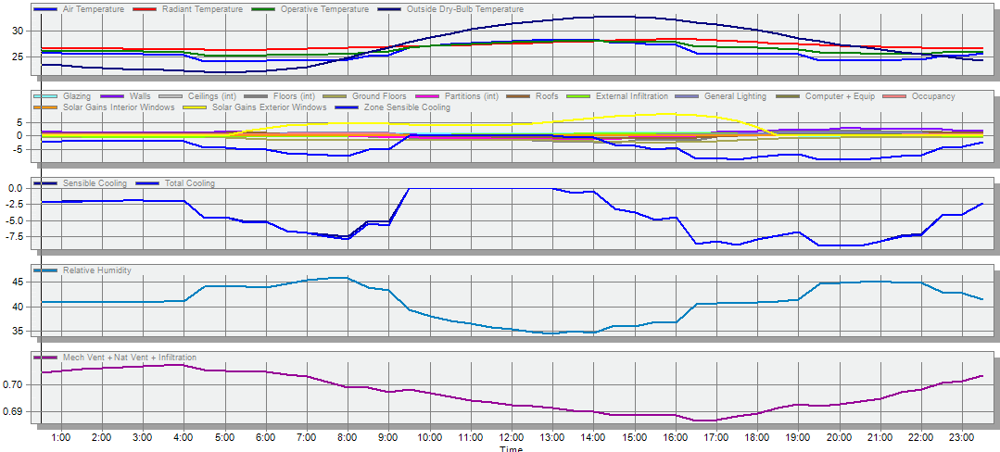 Air Temperature Radiant Temperature Operative Temperature Outside Dry-Bulb Temperature
30
25
Glazing Walls Ceilings (int) Floors (int) Ground Floors Partitions (int) Roofs External Infiltration General Lighting Computer + Equip Occupancy
Solar Gains Interior Windows Solar Gains Exterior Windows Zone Sensible Cooling
5
0
-5
Sensible Cooling Total Cooling
0.0
-2.5
-5.0
-7.5
Relative Humidity
45
40
35
Mech Vent + Nat Vent + Infiltration
0.70
0.69
1:00 2:00 3:00 4:00 5:00 6:00 7:00 8:00 9:00 10:00 11:00 12:00 13:00 14:00 15:00 16:00 17:00 18:00 19:00 20:00 21:00 22:00 23:00
Time